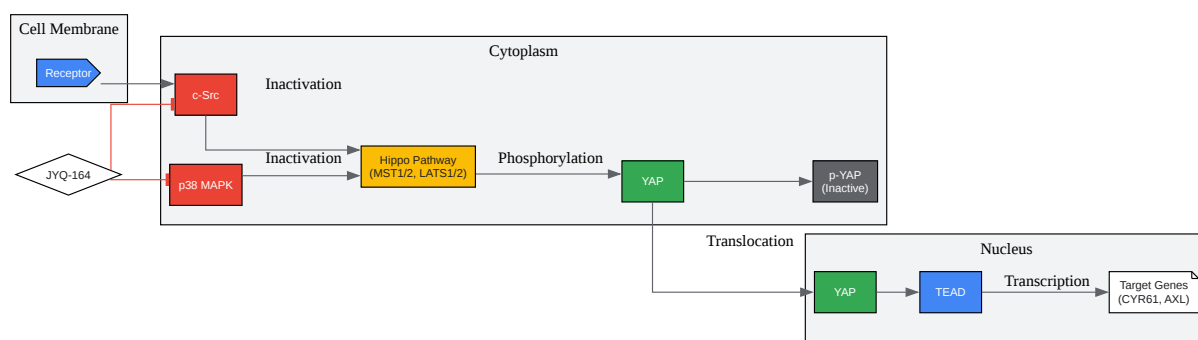 Cell Membrane
Receptor
Cytoplasm
c-Src
Inactivation
JYQ-164
p38 MAPK
Inactivation
Hippo Pathway
(MST1/2, LATS1/2)
Phosphorylation
YAP
p-YAP
(Inactive)
Translocation
Nucleus
YAP
TEAD
Transcription
Target Genes
(CYR61, AXL)